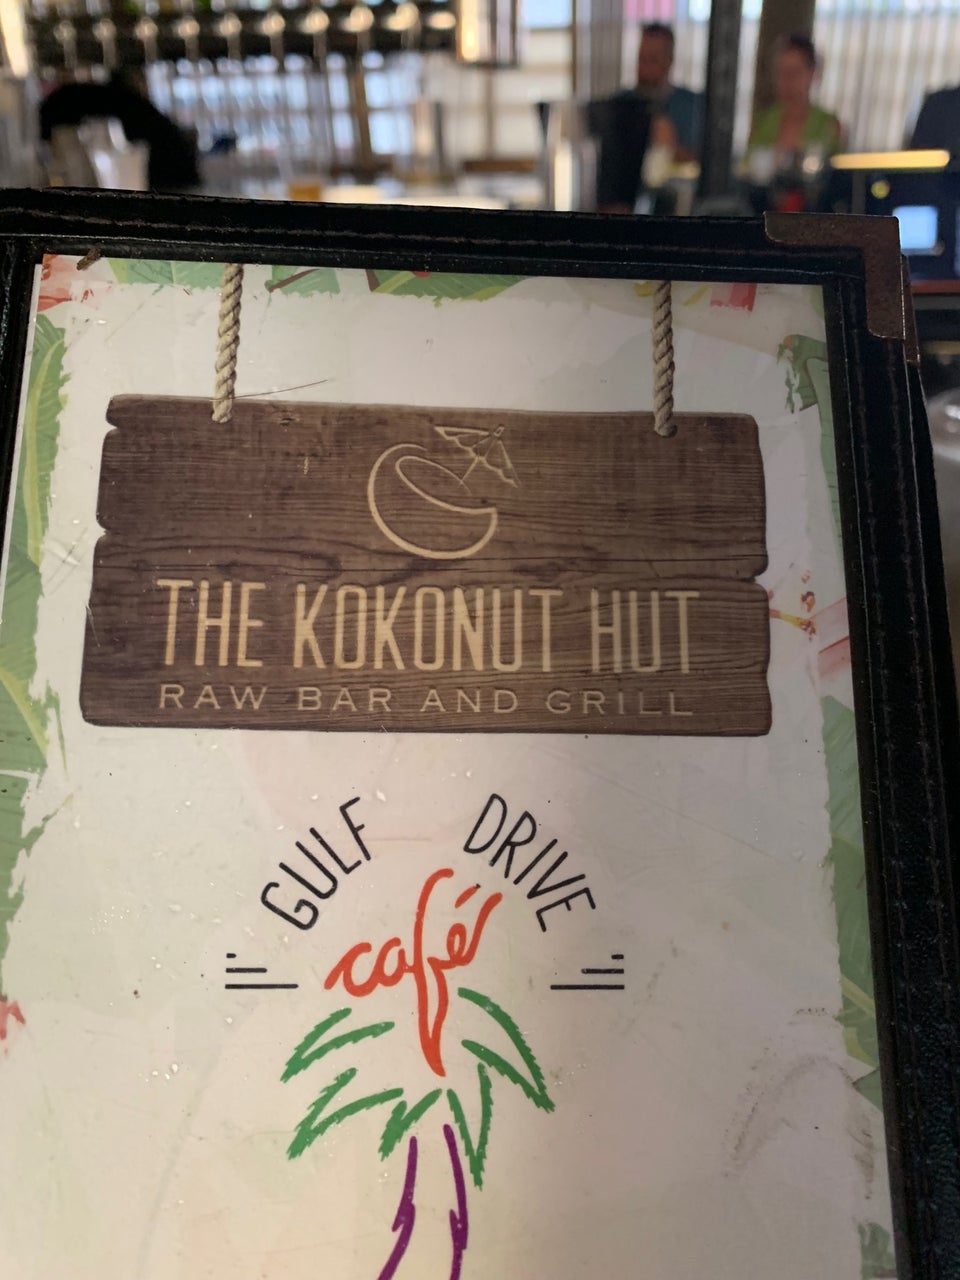 THE KOKONUT HUT
RAW BAR AND GRILL
GULF DRIVE
café